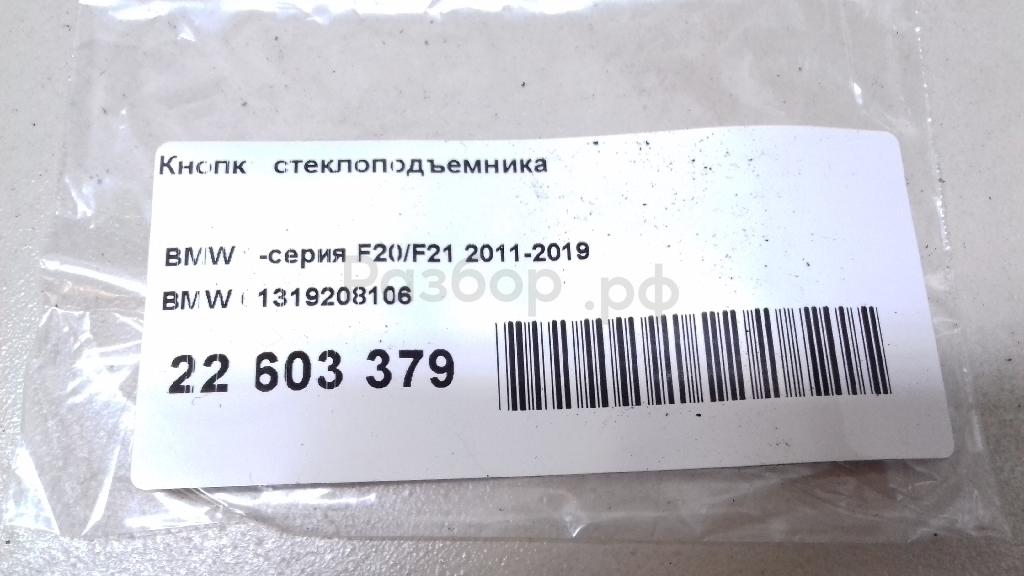 Кнопк стеклоподъемника
BMW -серия F20/F21 2011-2019
Разбор.рф
BMW 1319208106
22 603 379